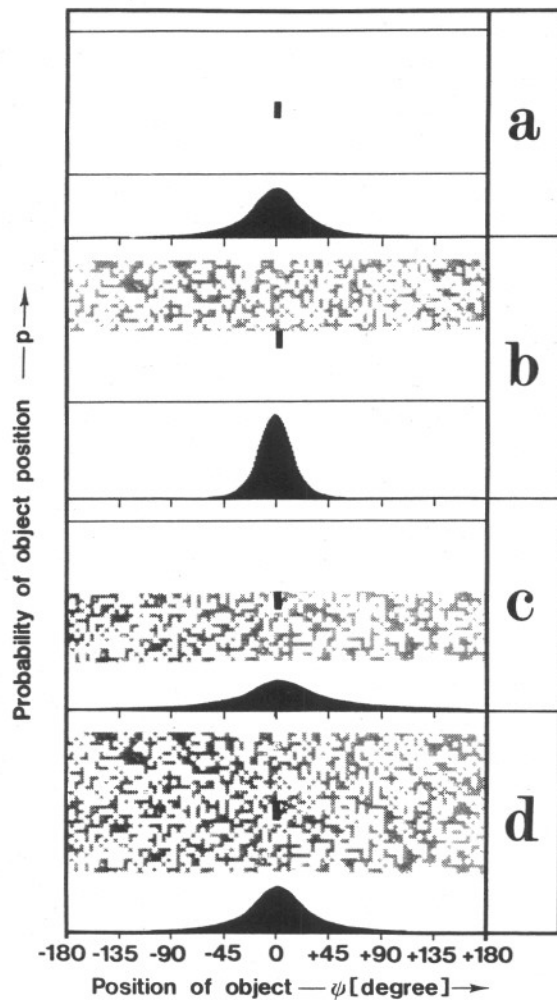 a
b
c
d
Probability of object position — p →
-180 -135 -90 -45 0 +45 +90 +135 +180
Position of object — ψ [degree] →